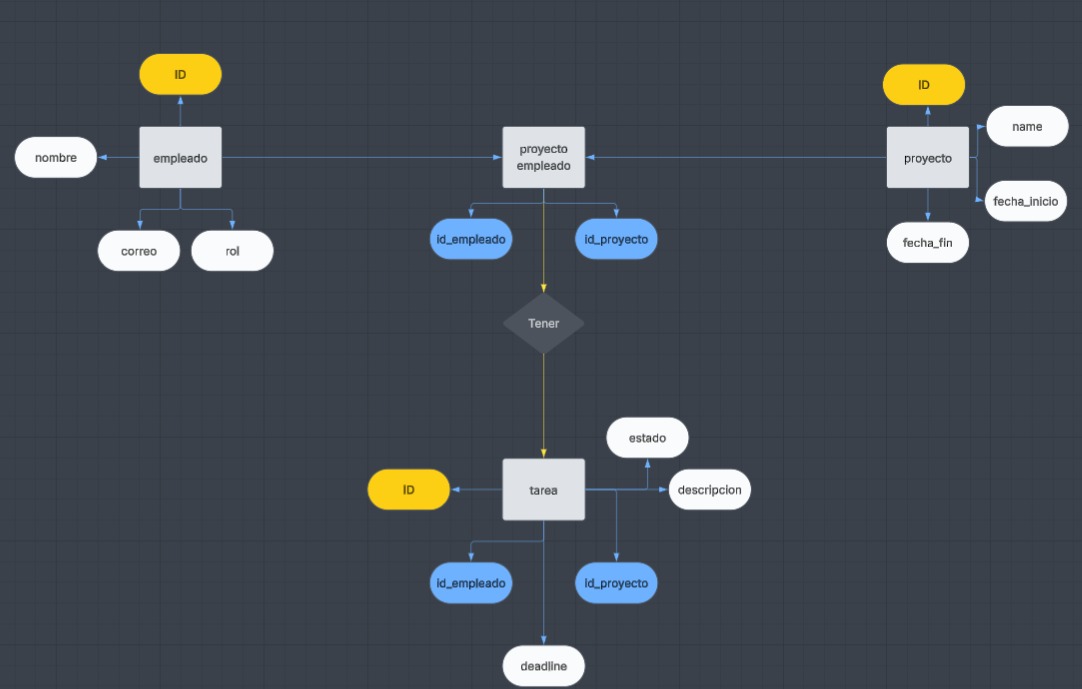 ID
ID
name
nombre
empleado
proyecto
empleado
proyecto
fecha_inicio
correo
rol
id_empleado
id_proyecto
fecha_fin
Tener
estado
ID
tarea
descripcion
id_empleado
id_proyecto
deadline